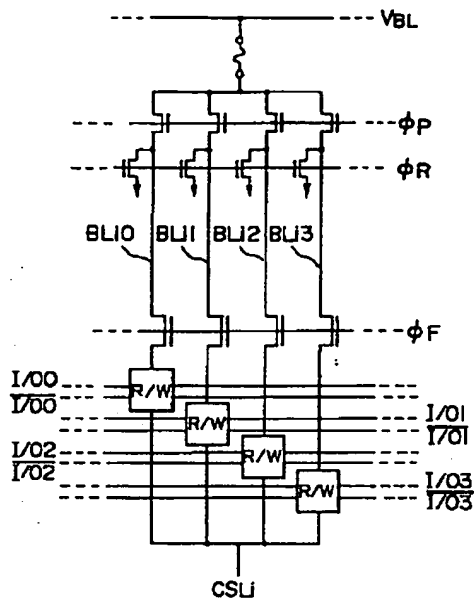 VBL
ϕP
ϕR
BLi0 BLi1 BLi2 BLi3
ϕF
I/O0 R/W
I/O0
R/W I/O1
I/O1
I/O2 R/W
I/O2
R/W I/O3
I/O3
CSLi